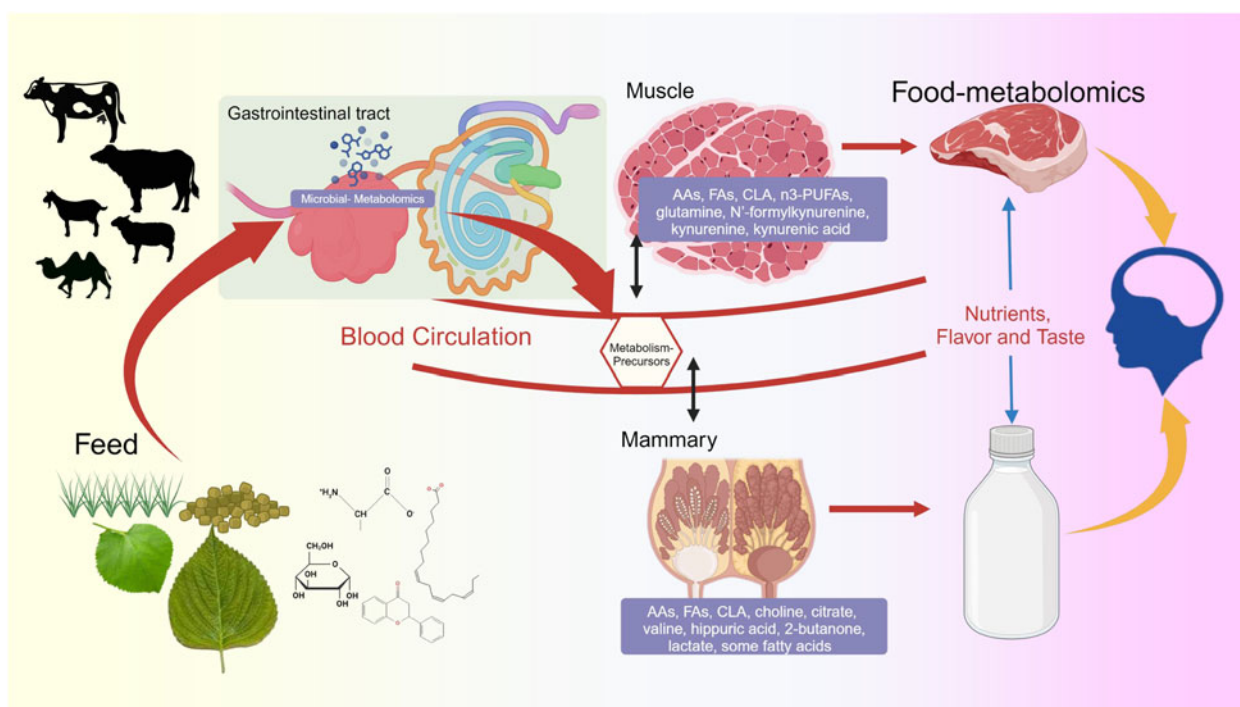 Gastrointestinal tract
Microbial- Metabolomics
Muscle
AAs, FAs, CLA, n3-PUFAs,
glutamine, N'-formylkynurenine,
kynurenine, kynurenic acid
Food-metabolomics
Blood Circulation
Metabolism-
Precursors
Nutrients,
Flavor and Taste
Feed
Mammary
AAs, FAs, CLA, choline, citrate,
valine, hippuric acid, 2-butanone,
lactate, some fatty acids
⁺H₃N
CH
O
O⁻
O
O
CH₂OH
O
OH
OH
OH
OH
O
O